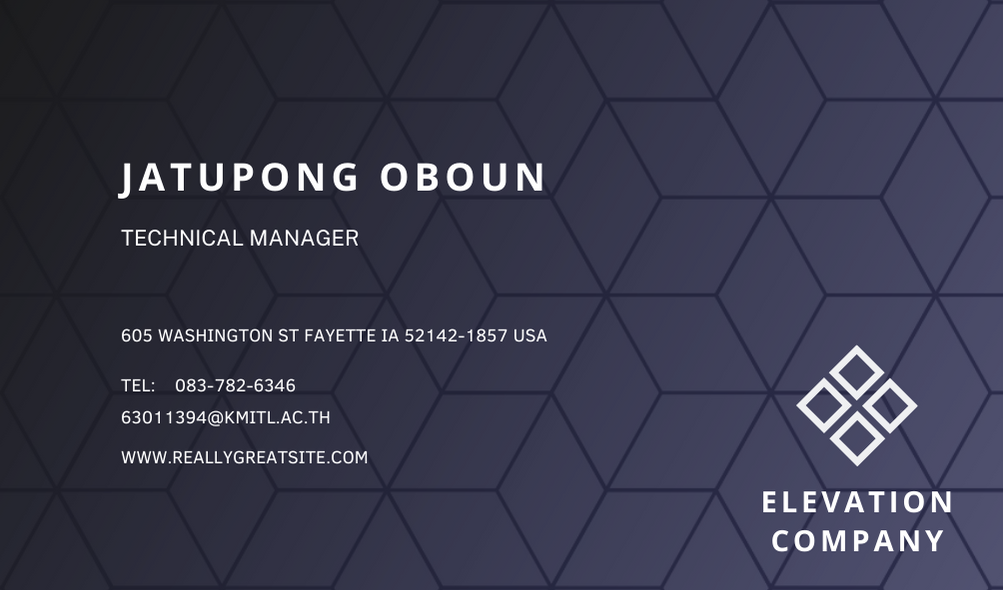 JATUPONG OBOUN
TECHNICAL MANAGER
605 WASHINGTON ST FAYETTE IA 52142-1857 USA
TEL: 083-782-6346
63011394@KMITL.AC.TH
WWW.REALLYGREATSITE.COM
ELEVATION
COMPANY